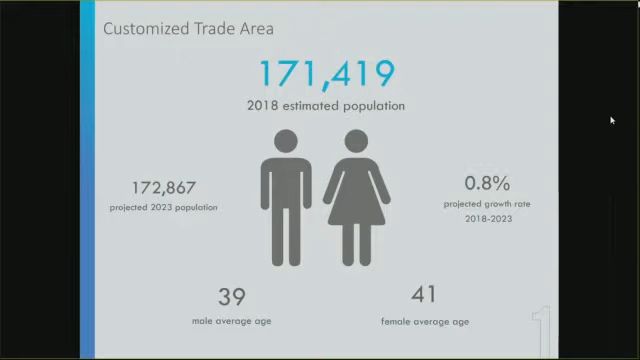 Customized Trade Area
171,419
2018 estimated population
172,867
projected 2023 population
0.8%
projected growth rate
2018-2023
39
male average age
41
female average age
1